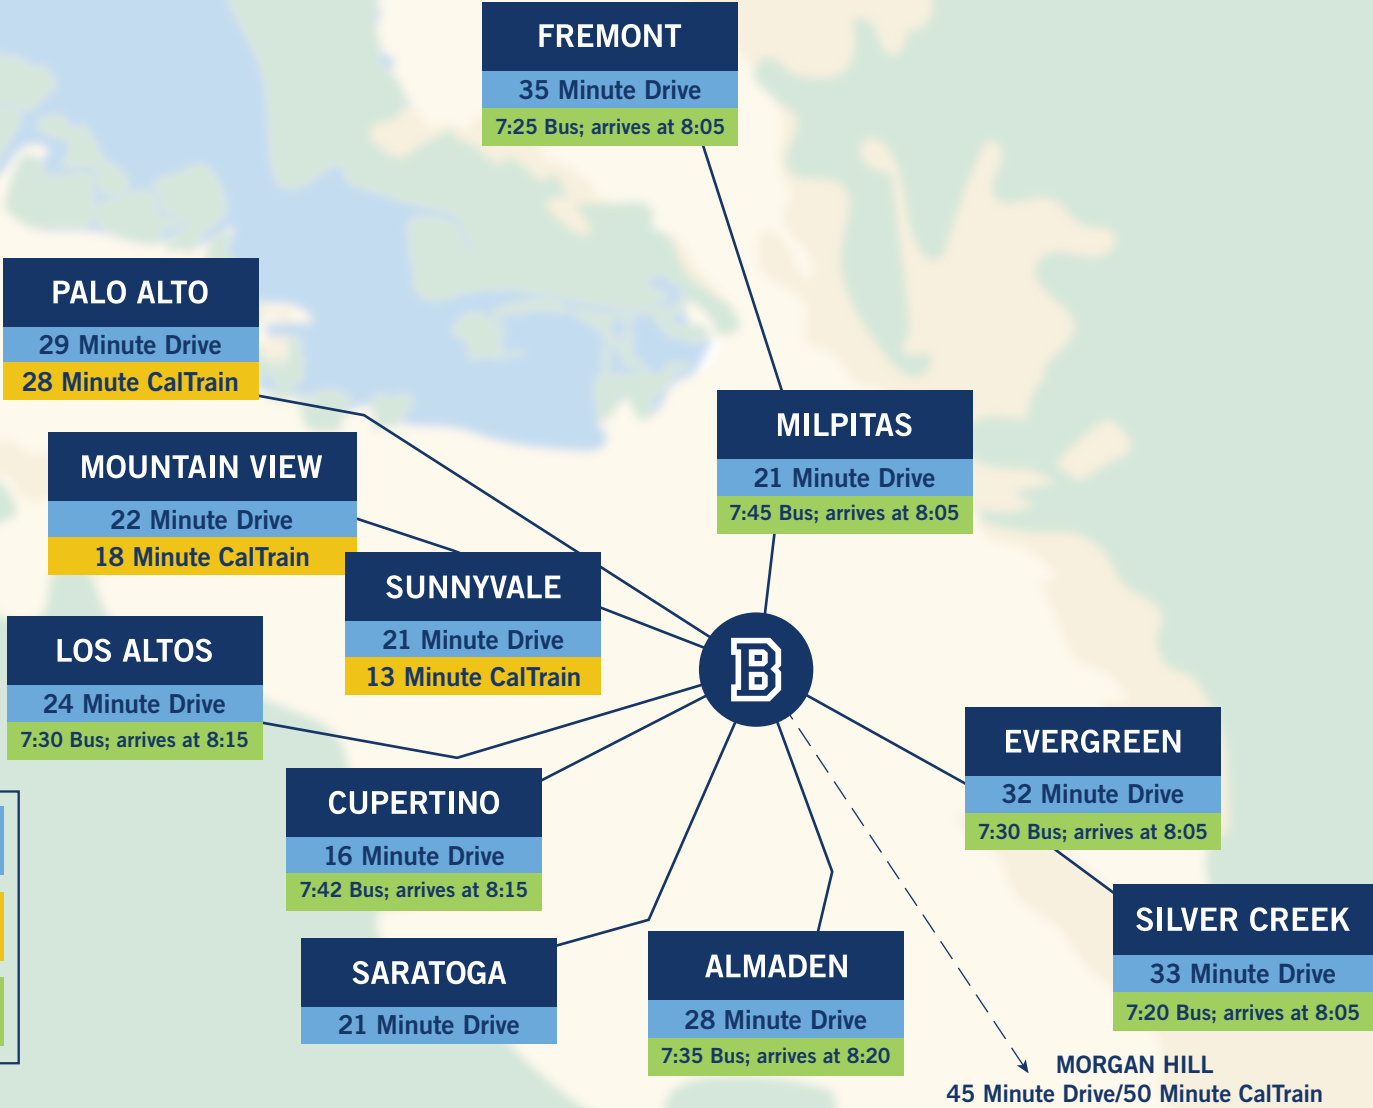 FREMONT
35 Minute Drive
7:25 Bus; arrives at 8:05
PALO ALTO
29 Minute Drive
28 Minute CalTrain
MILPITAS
21 Minute Drive
7:45 Bus; arrives at 8:05
MOUNTAIN VIEW
22 Minute Drive
18 Minute CalTrain
SUNNYVALE
21 Minute Drive
13 Minute CalTrain
LOS ALTOS
24 Minute Drive
7:30 Bus; arrives at 8:15
B
EVERGREEN
32 Minute Drive
7:30 Bus; arrives at 8:05
CUPERTINO
16 Minute Drive
7:42 Bus; arrives at 8:15
SILVER CREEK
33 Minute Drive
7:20 Bus; arrives at 8:05
SARATOGA
21 Minute Drive
ALMADEN
28 Minute Drive
7:35 Bus; arrives at 8:20
MORGAN HILL
45 Minute Drive/50 Minute CalTrain